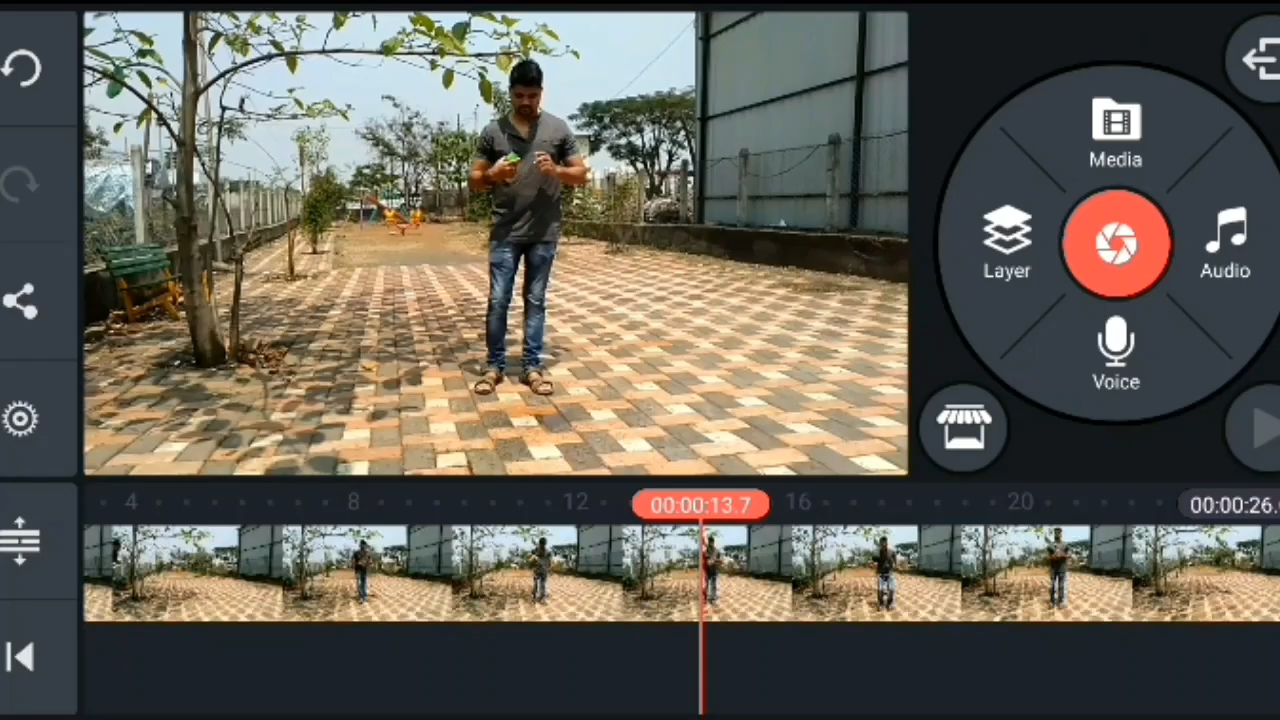 Media
Layer
Audio
Voice
4
8
12
00:00:13.7
16
20
00:00:26.